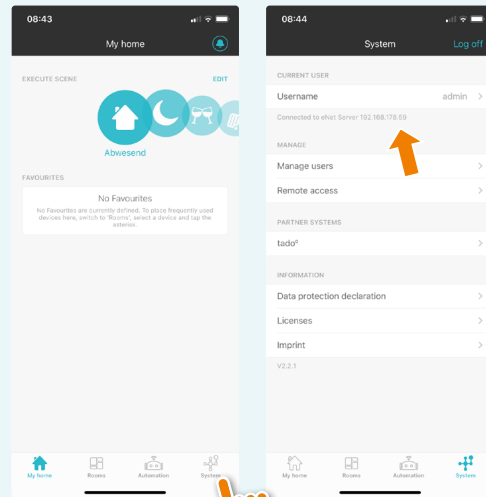 08:43
My home
EXECUTE SCENE
EDIT
Abwesend
FAVOURITES
No Favourites
No Favourites are currently defined. To place frequently used
devices here, switch to 'Rooms', select a device and tap the
asterisk.
My home
Rooms
Automation
System
08:44
System
Log off
CURRENT USER
Username
admin
Connected to eNet Server 192.168.178.59
MANAGE
Manage users
Remote access
PARTNER SYSTEMS
tado°
INFORMATION
Data protection declaration
Licenses
Imprint
V2.2.1
My home
Rooms
Automation
System